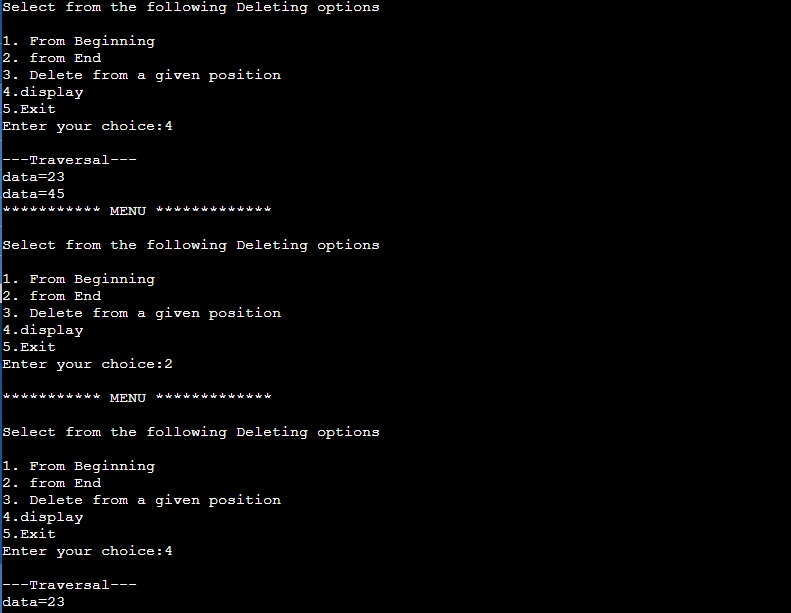 Select from the following Deleting options
1. From Beginning
2. from End
3. Delete from a given position
4.display
5.Exit
Enter your choice:4
---Traversal---
data=23
data=45
*********** MENU *************
Select from the following Deleting options
1. From Beginning
2. from End
3. Delete from a given position
4.display
5.Exit
Enter your choice:2
*********** MENU *************
Select from the following Deleting options
1. From Beginning
2. from End
3. Delete from a given position
4.display
5.Exit
Enter your choice:4
---Traversal---
data=23